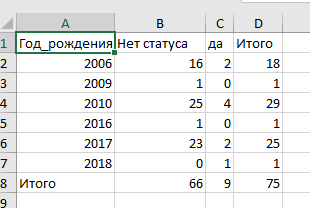 A B C D
1 Год_рождения Нет статуса да Итого
2 2006 16 2 18
3 2009 1 0 1
4 2010 25 4 29
5 2016 1 0 1
6 2017 23 2 25
7 2018 0 1 1
8 Итого 66 9 75